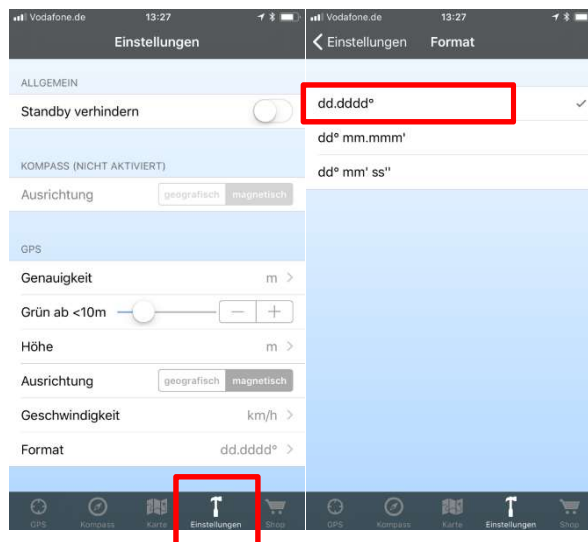 Vodafone.de 13:27
Einstellungen
ALLGEMEIN
Standby verhindern
KOMPASS (NICHT AKTIVIERT)
Ausrichtung geografisch magnetisch
GPS
Genauigkeit m
Grün ab <10m
Höhe m
Ausrichtung geografisch magnetisch
Geschwindigkeit km/h
Format dd.dddd°
GPS Kompass Karte Einstellungen Shop
Vodafone.de 13:27
Einstellungen Format
dd.dddd°
dd° mm.mmm'
dd° mm' ss''
GPS Kompass Karte Einstellungen Shop